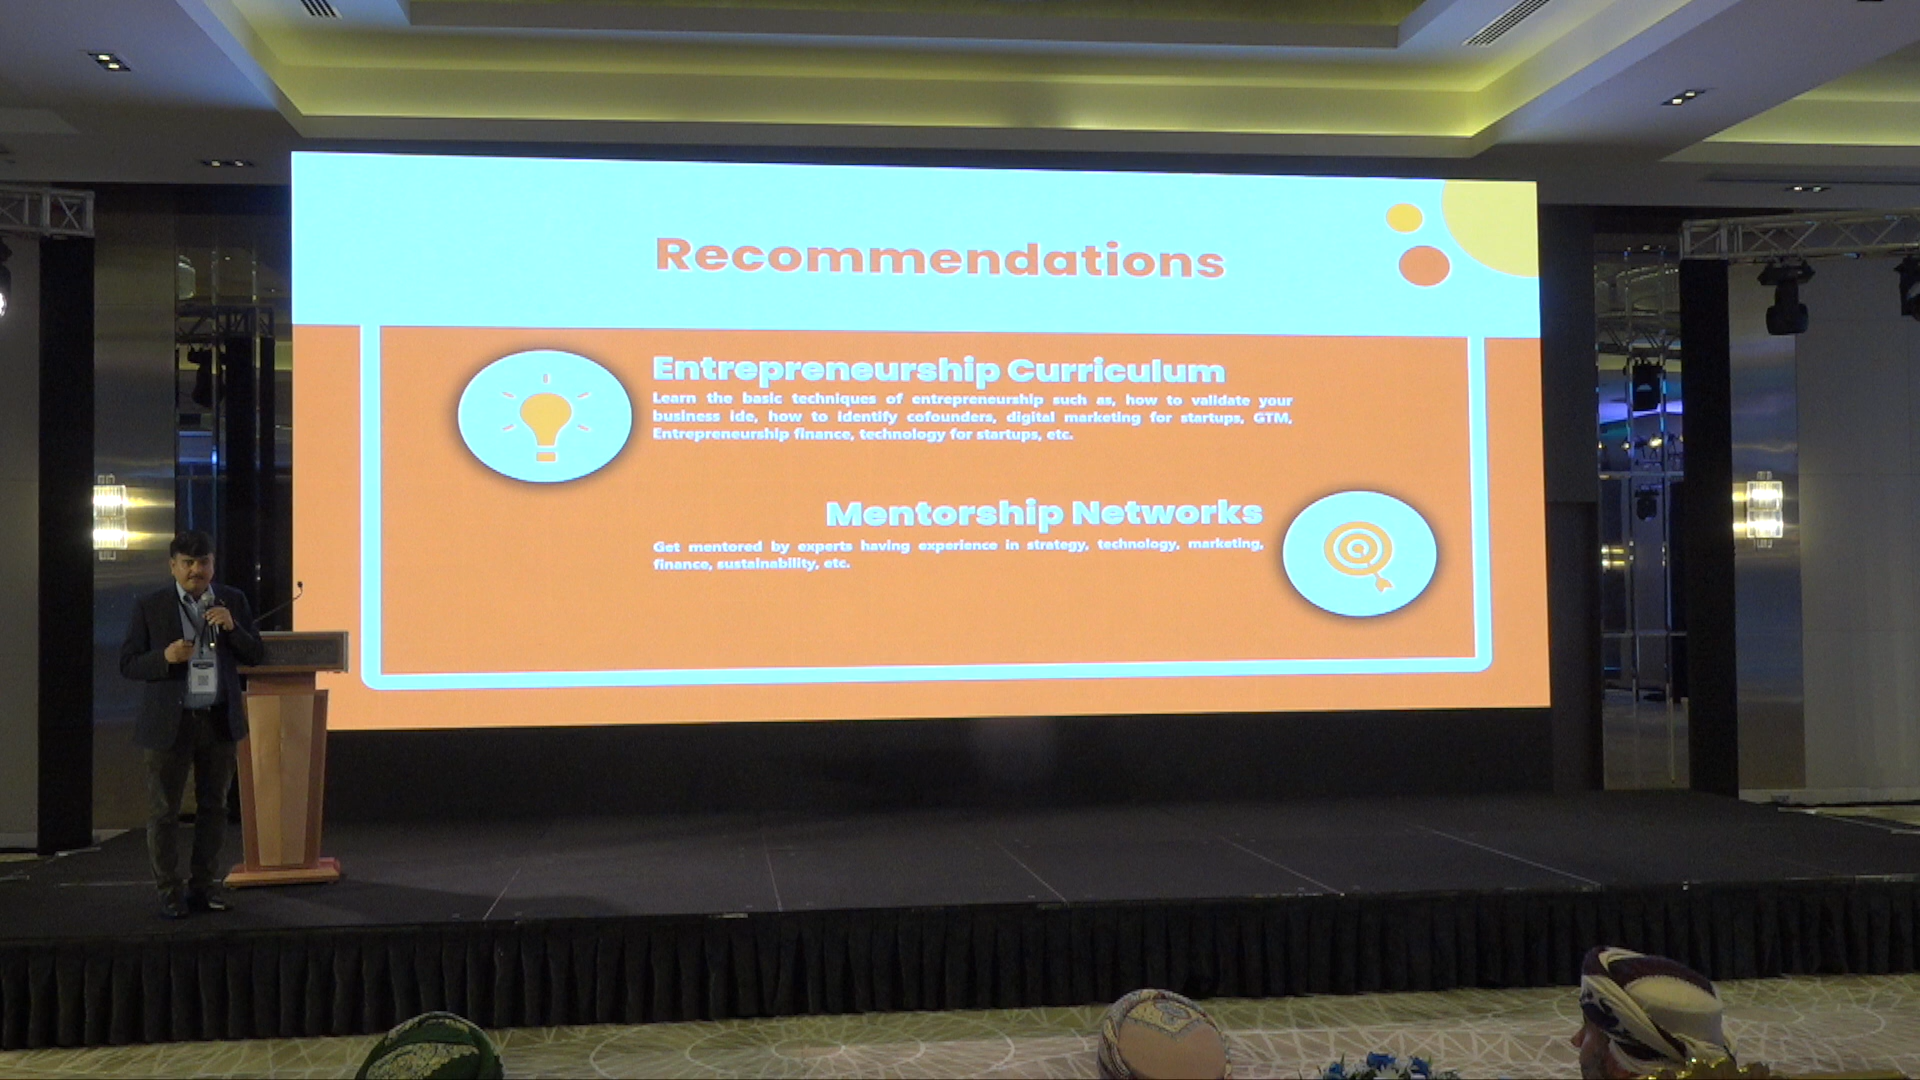 Recommendations
Entrepreneurship Curriculum
Learn the basic techniques of entrepreneurship such as, how to validate your
business ide, how to identify cofounders, digital marketing for startups, GTM,
Entrepreneurship finance, technology for startups, etc.
Mentorship Networks
Get mentored by experts having experience in strategy, technology, marketing,
finance, sustainability, etc.